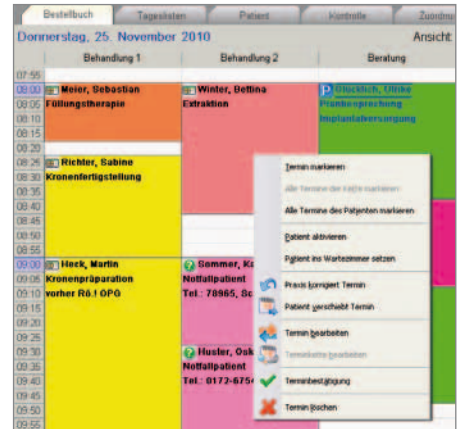 Bestellbuch Tageslisten Patient Kontrolle Zuordnu
Donnerstag, 25. November 2010 Ansicht
Behandlung 1 Behandlung 2 Beratung
07:55
08:00 Meier, Sebastian Winter, Bettina P Glücklich, Ulrike
08:05 Füllungstherapie Extraktion Planbesprechung
08:10 Implantatversorgung
08:15
08:20
08:25 Richter, Sabine
08:30 Kronenfertigstellung
08:35
08:40
08:45
08:50
08:55
09:00 Heck, Martin Sommer, Ka
09:05 Kronenpräparation Notfallpatient
09:10 vorher Rö.! OPG Tel.: 78965, Sc
09:15
09:20
09:25
09:30 Huster, Osk
09:35 Notfallpatient
09:40 Tel.: 0172-6754
09:45
09:50
09:55
Termin markieren
Alle Termine der Kette markieren
Alle Termine des Patienten markieren
Patient aktivieren
Patient ins Wartezimmer setzen
Praxis korrigiert Termin
Patient verschiebt Termin
Termin bearbeiten
Terminkette bearbeiten
Terminbestätigung
Termin löschen